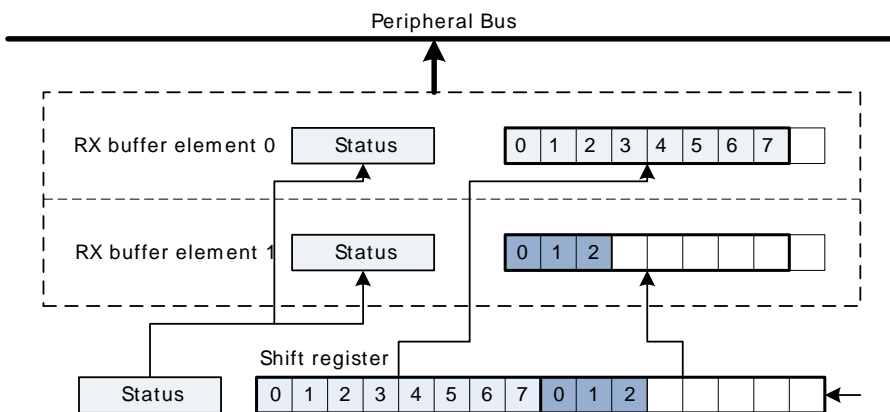 Peripheral Bus
RX buffer element 0 Status 0 1 2 3 4 5 6 7
RX buffer element 1 Status 0 1 2
Shift register
Status 0 1 2 3 4 5 6 7 0 1 2